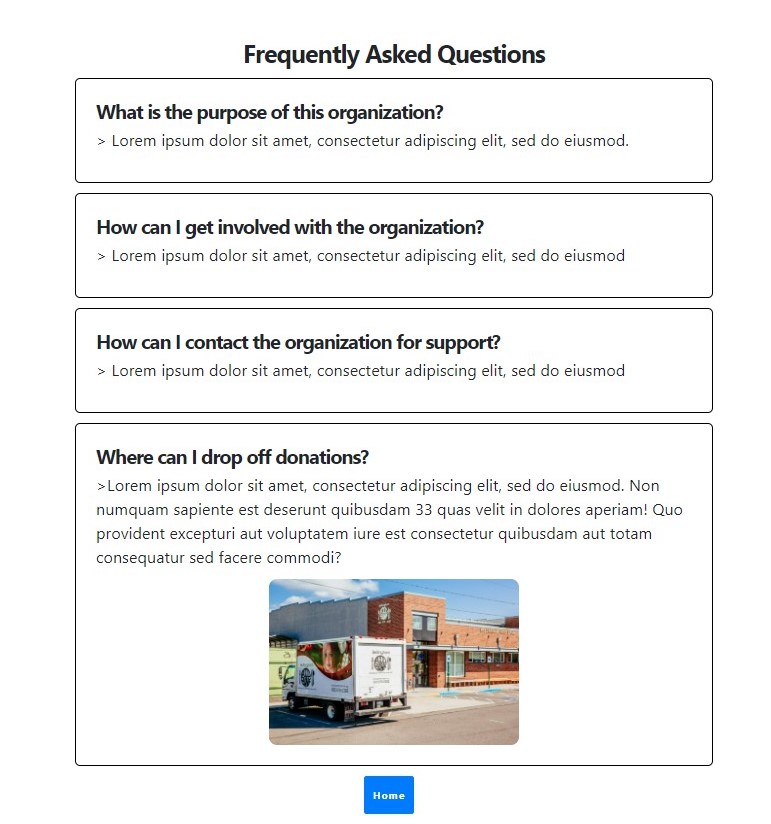 Frequently Asked Questions
What is the purpose of this organization?
> Lorem ipsum dolor sit amet, consectetur adipiscing elit, sed do eiusmod.
How can I get involved with the organization?
> Lorem ipsum dolor sit amet, consectetur adipiscing elit, sed do eiusmod
How can I contact the organization for support?
> Lorem ipsum dolor sit amet, consectetur adipiscing elit, sed do eiusmod
Where can I drop off donations?
>Lorem ipsum dolor sit amet, consectetur adipiscing elit, sed do eiusmod. Non
numquam sapiente est deserunt quibusdam 33 quas velit in dolores aperiam! Quo
provident excepturi aut voluptatem iure est consectetur quibusdam aut totam
consequatur sed facere commodi?
Home